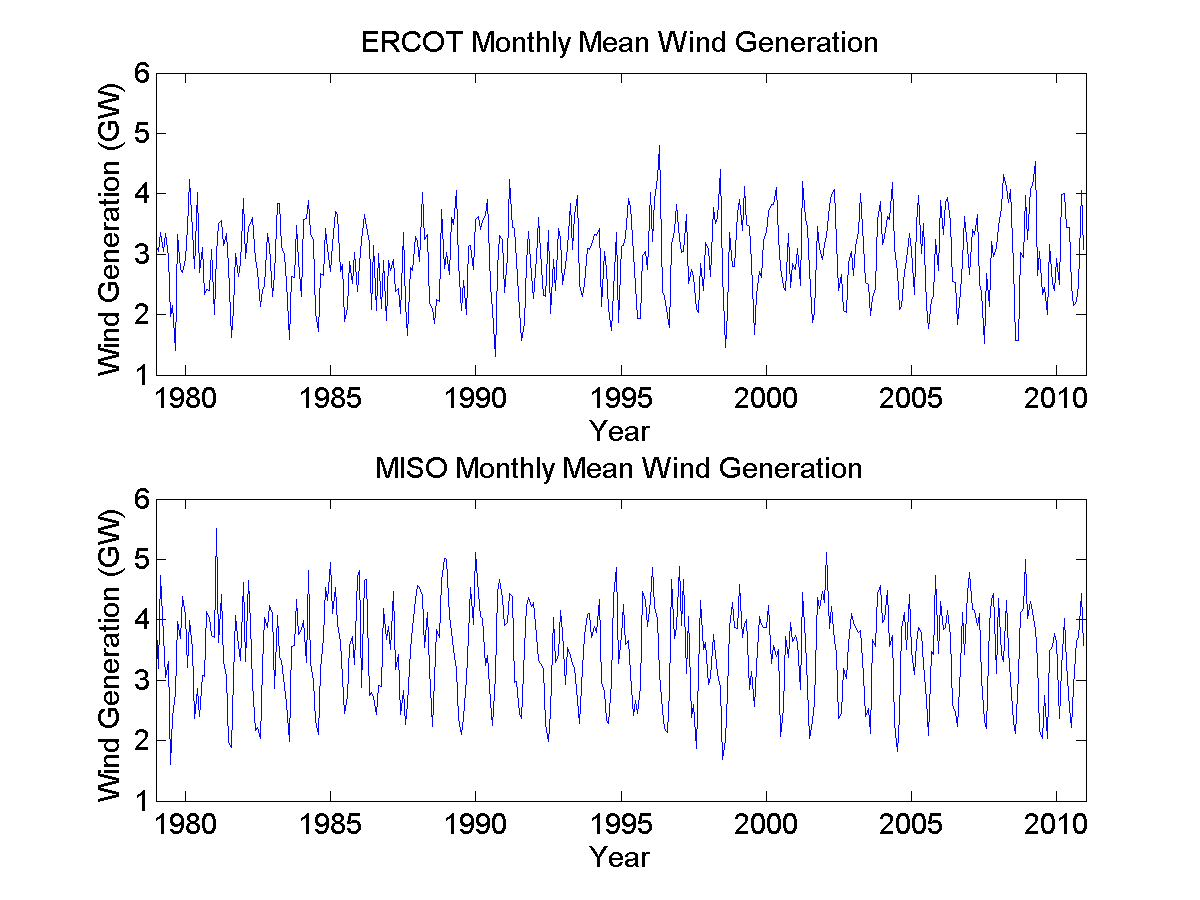 ERCOT Monthly Mean Wind Generation
Wind Generation (GW)
6
5
4
3
2
1
1980 1985 1990 1995 2000 2005 2010
Year
MISO Monthly Mean Wind Generation
Wind Generation (GW)
6
5
4
3
2
1
1980 1985 1990 1995 2000 2005 2010
Year